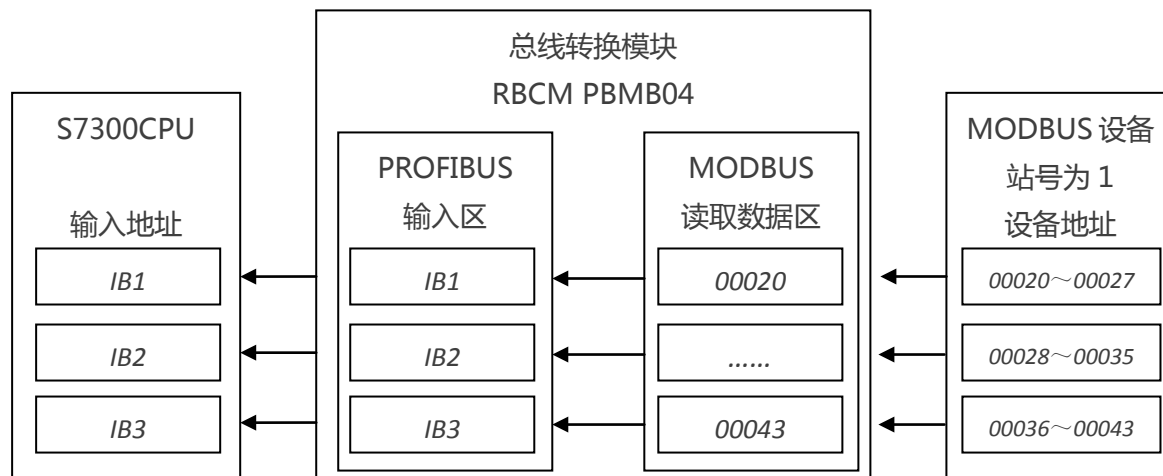 总线转换模块
RBCM PBMB04
S7300CPU
输入地址
IB1
IB2
IB3
PROFIBUS
输入区
IB1
IB2
IB3
MODBUS
读取数据区
00020
......
00043
MODBUS 设备
站号为 1
设备地址
00020～00027
00028～00035
00036～00043